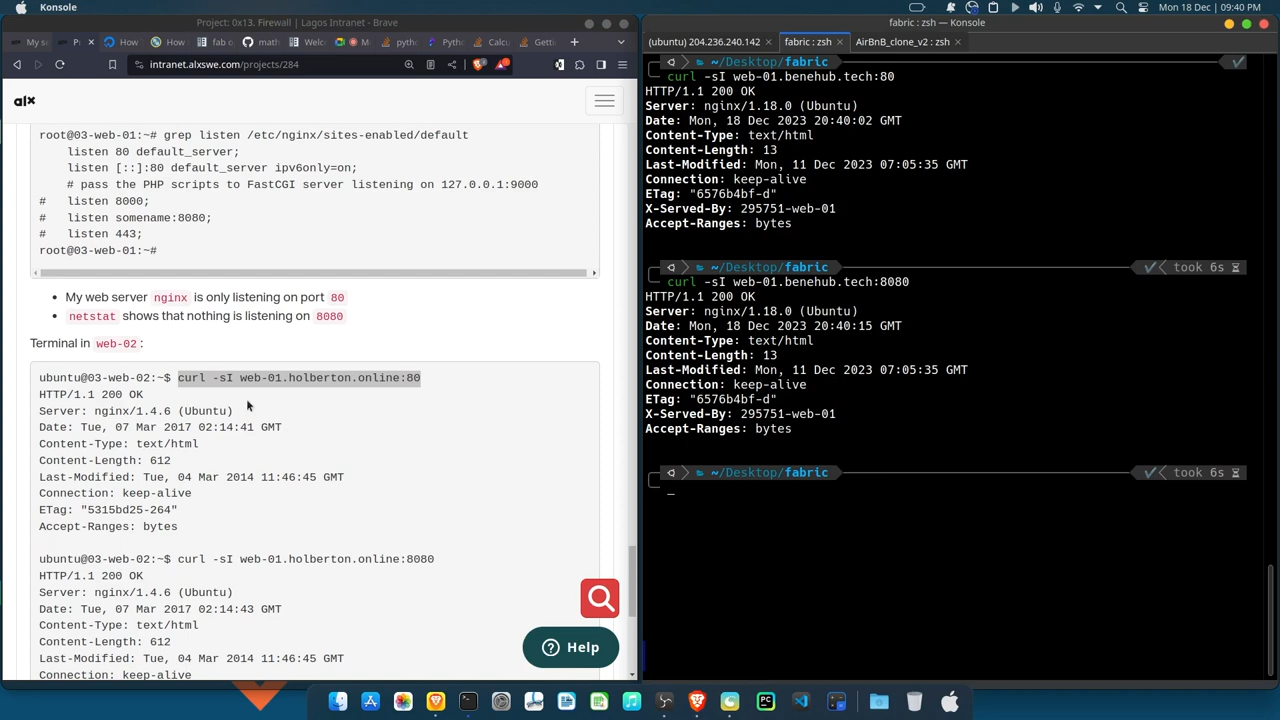 Konsole
Mon 18 Dec
09:40 PM
Project: 0x13. Firewall | Lagos Intranet - Brave
My se
P
How
How
fab c
math
Welc
M
pyth
Pyth
Calcu
Getti
intranet.alxswe.com/projects/284
alx
root@03-web-01:~# grep listen /etc/nginx/sites-enabled/default
listen 80 default_server;
listen [::]:80 default_server ipv6only=on;
# pass the PHP scripts to FastCGI server listening on 127.0.0.1:9000
# listen 8000;
# listen somename:8080;
# listen 443;
root@03-web-01:~#
• My web server nginx is only listening on port 80
• netstat shows that nothing is listening on 8080
Terminal in web-02 :
ubuntu@03-web-02:~$ curl -sI web-01.holberton.online:80
HTTP/1.1 200 OK
Server: nginx/1.4.6 (Ubuntu)
Date: Tue, 07 Mar 2017 02:14:41 GMT
Content-Type: text/html
Content-Length: 612
Last-Modified: Tue, 04 Mar 2014 11:46:45 GMT
Connection: keep-alive
ETag: "5315bd25-264"
Accept-Ranges: bytes
ubuntu@03-web-02:~$ curl -sI web-01.holberton.online:8080
HTTP/1.1 200 OK
Server: nginx/1.4.6 (Ubuntu)
Date: Tue, 07 Mar 2017 02:14:43 GMT
Content-Type: text/html
Content-Length: 612
Last-Modified: Tue, 04 Mar 2014 11:46:45 GMT
Connection: keep-alive
Help
fabric : zsh — Konsole
(ubuntu) 204.236.240.142
fabric : zsh
AirBnB_clone_v2 : zsh
~/Desktop/fabric
curl -sI web-01.benehub.tech:80
HTTP/1.1 200 OK
Server: nginx/1.18.0 (Ubuntu)
Date: Mon, 18 Dec 2023 20:40:02 GMT
Content-Type: text/html
Content-Length: 13
Last-Modified: Mon, 11 Dec 2023 07:05:35 GMT
Connection: keep-alive
ETag: "6576b4bf-d"
X-Served-By: 295751-web-01
Accept-Ranges: bytes
~/Desktop/fabric
took 6s
curl -sI web-01.benehub.tech:8080
HTTP/1.1 200 OK
Server: nginx/1.18.0 (Ubuntu)
Date: Mon, 18 Dec 2023 20:40:15 GMT
Content-Type: text/html
Content-Length: 13
Last-Modified: Mon, 11 Dec 2023 07:05:35 GMT
Connection: keep-alive
ETag: "6576b4bf-d"
X-Served-By: 295751-web-01
Accept-Ranges: bytes
~/Desktop/fabric
took 6s